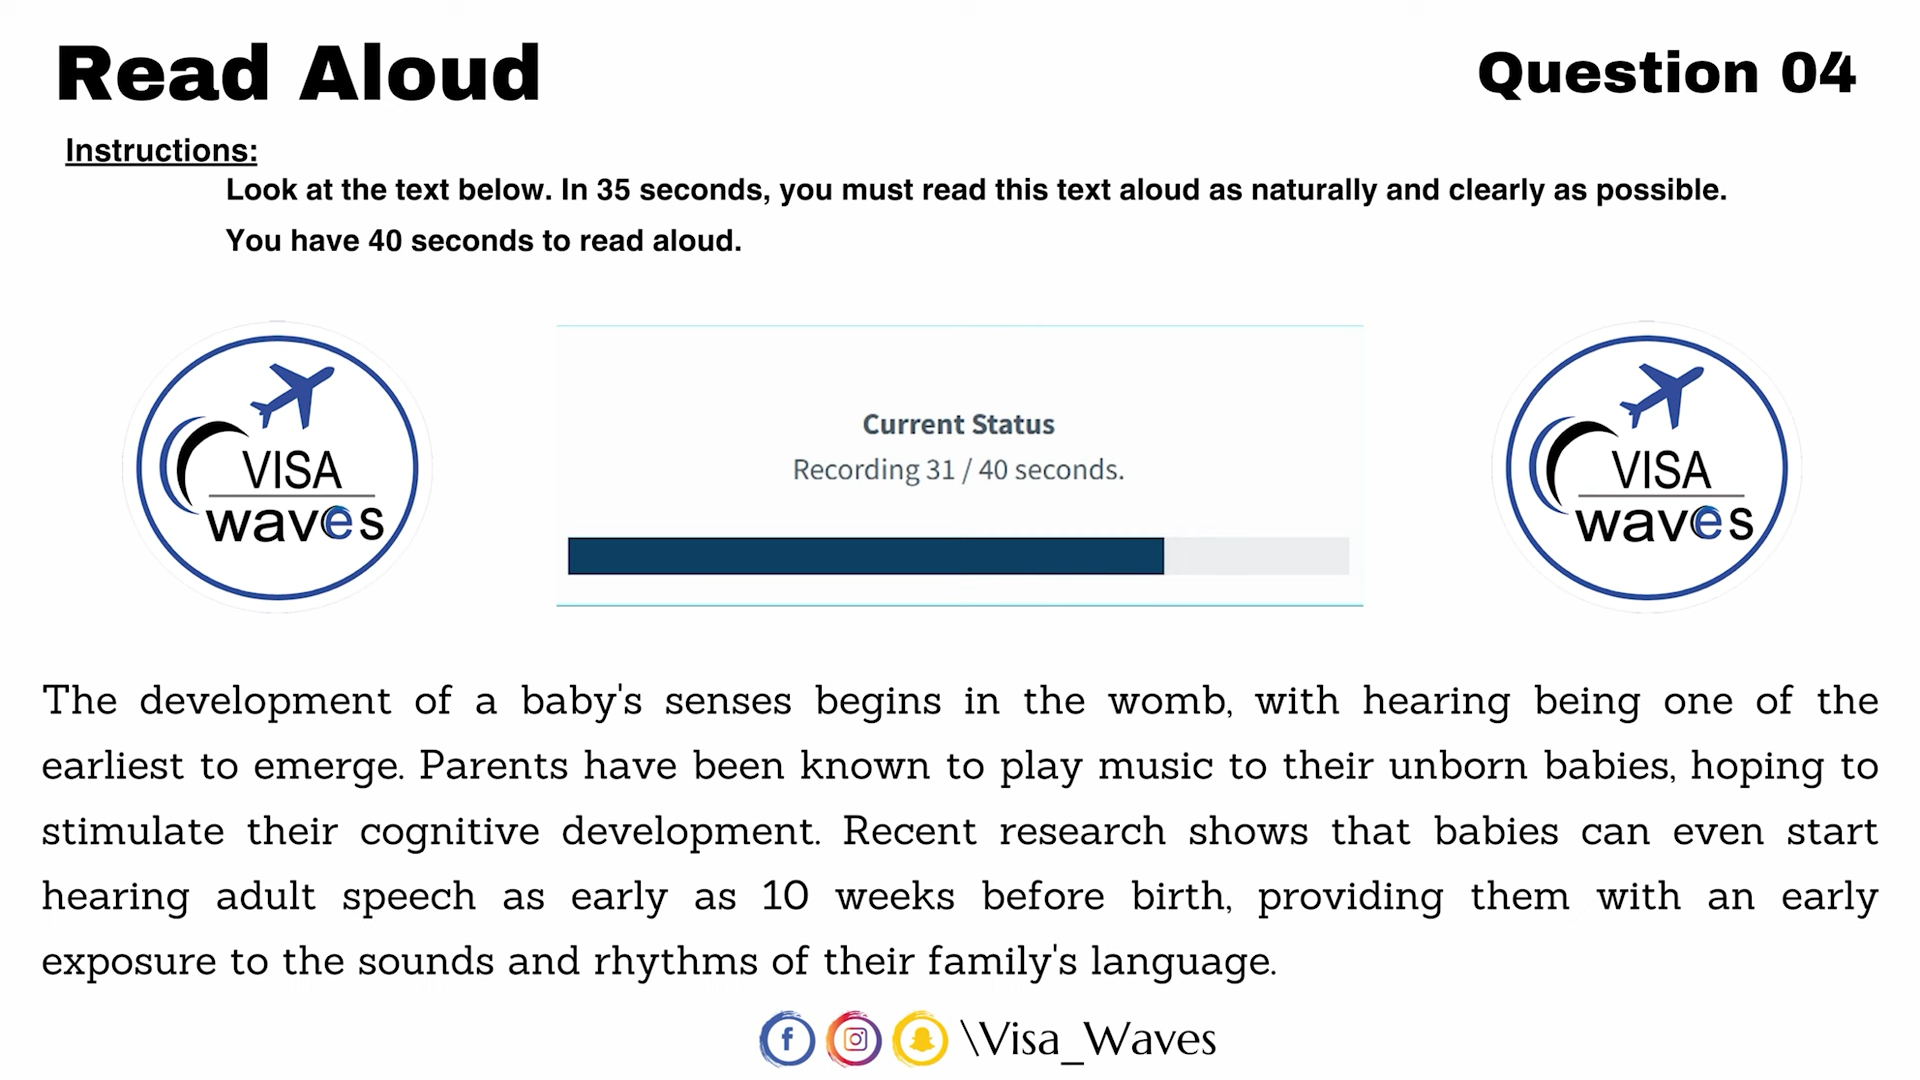 Read Aloud
Question 04
Instructions:
Look at the text below. In 35 seconds, you must read this text aloud as naturally and clearly as possible.
You have 40 seconds to read aloud.
VISA
waves
Current Status
Recording 31 / 40 seconds.
VISA
waves
The development of a baby's senses begins in the womb, with hearing being one of the
earliest to emerge. Parents have been known to play music to their unborn babies, hoping to
stimulate their cognitive development. Recent research shows that babies can even start
hearing adult speech as early as 10 weeks before birth, providing them with an early
exposure to the sounds and rhythms of their family's language.
f \Visa_Waves